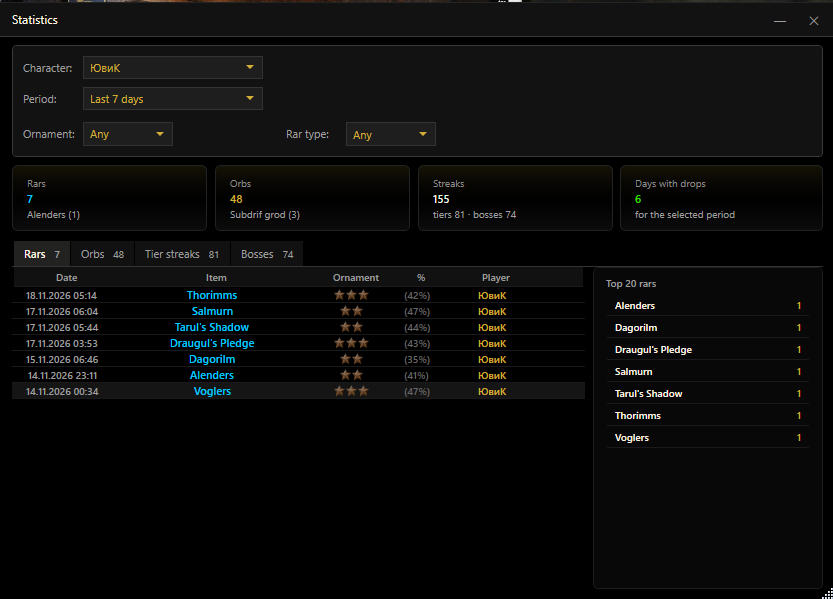 Statistics
Character: ЮвиК
Period: Last 7 days
Ornament: Any Rar type: Any
Rars
7
Alenders (1)
Orbs
48
Subdrif grod (3)
Streaks
155
tiers 81 · bosses 74
Days with drops
6
for the selected period
Rars 7 Orbs 48 Tier streaks 81 Bosses 74
Date Item Ornament % Player
18.11.2026 05:14 Thorimms ★★★ (42%) ЮвиК
17.11.2026 06:04 Salmurn ★★ (47%) ЮвиК
17.11.2026 05:44 Tarul's Shadow ★★ (44%) ЮвиК
17.11.2026 03:53 Draugul's Pledge ★★★ (43%) ЮвиК
15.11.2026 06:46 Dagorilm ★★ (35%) ЮвиК
14.11.2026 23:11 Alenders ★★ (41%) ЮвиК
14.11.2026 00:34 Voglers ★★★ (47%) ЮвиК
Top 20 rars
Alenders 1
Dagorilm 1
Draugul's Pledge 1
Salmurn 1
Tarul's Shadow 1
Thorimms 1
Voglers 1